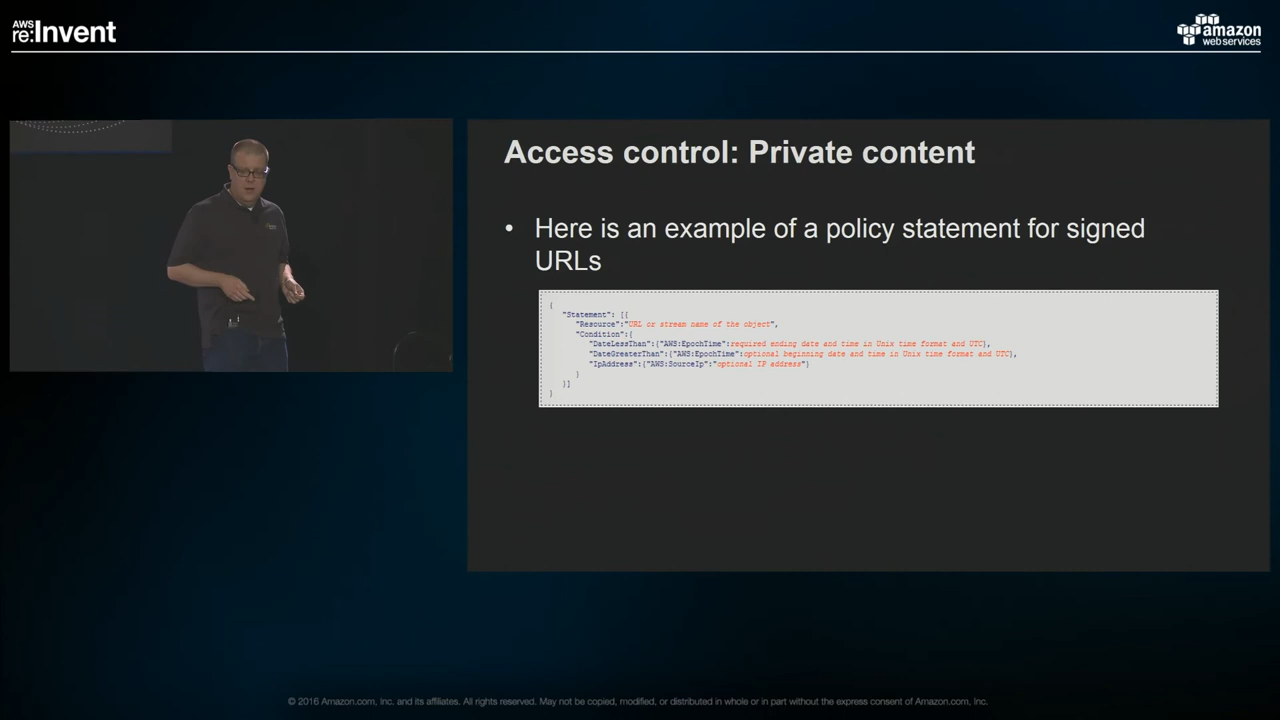 AWS
re:Invent
amazon
web services
Access control: Private content
• Here is an example of a policy statement for signed
URLs
{
"Statement": [{
"Resource":"URL or stream name of the object",
"Condition":{
"DateLessThan":{"AWS:EpochTime":required ending date and time in Unix time format and UTC},
"DateGreaterThan":{"AWS:EpochTime":optional beginning date and time in Unix time format and UTC},
"IpAddress":{"AWS:SourceIp":"optional IP address"}
}
}]
}
© 2016 Amazon.com, Inc. and its affiliates. All rights reserved. May not be copied, modified, or distributed in whole or in part without the express consent of Amazon.com, Inc.